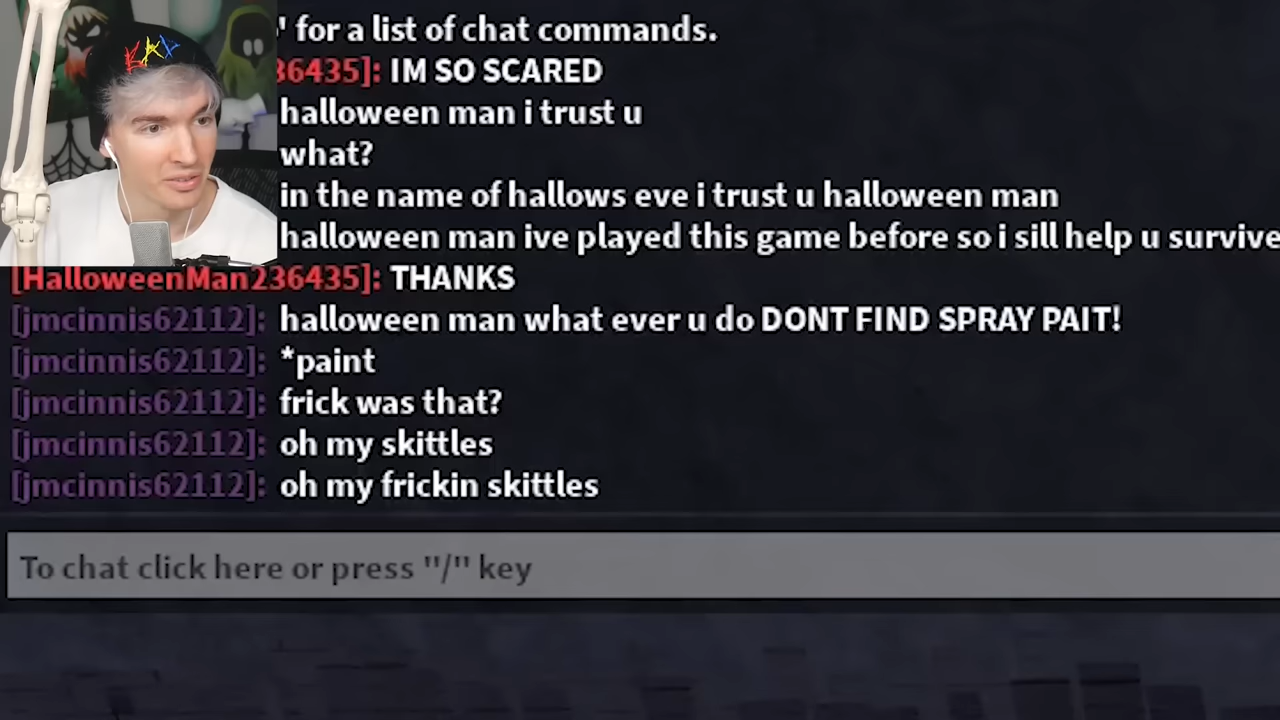 ' for a list of chat commands.
36435]: IM SO SCARED
halloween man i trust u
what?
in the name of hallows eve i trust u halloween man
halloween man ive played this game before so i sill help u survive
[HalloweenMan236435]: THANKS
[jmcinnis62112]: halloween man what ever u do DONT FIND SPRAY PAIT!
[jmcinnis62112]: *paint
[jmcinnis62112]: frick was that?
[jmcinnis62112]: oh my skittles
[jmcinnis62112]: oh my frickin skittles
To chat click here or press "/" key